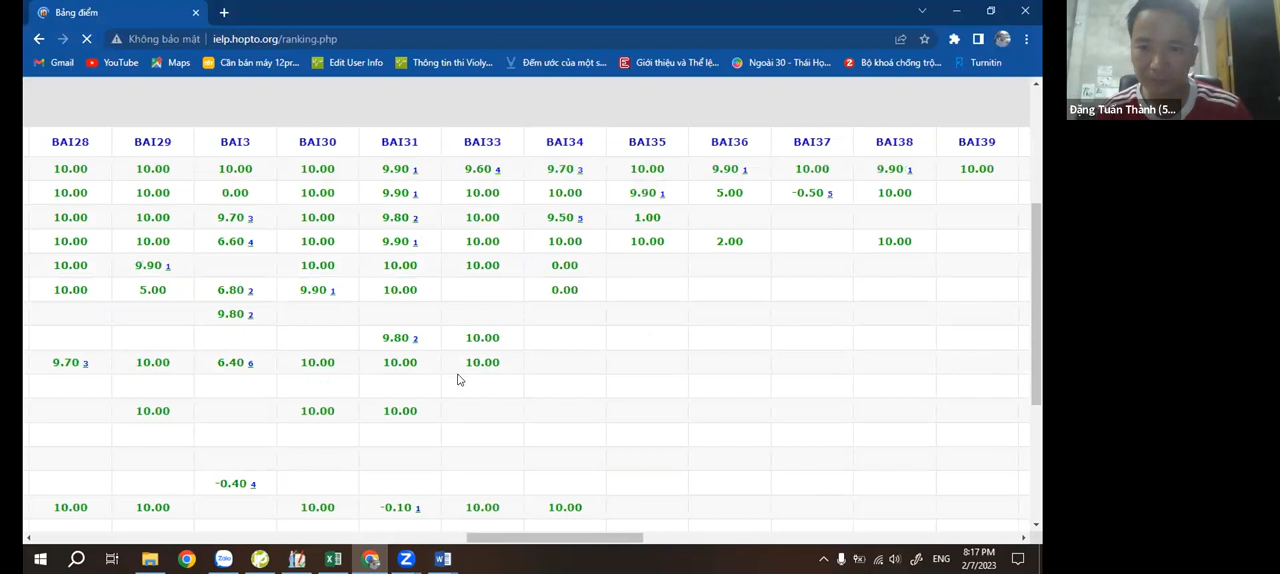 Bảng điểm
Không bảo mật ielp.hopto.org/ranking.php
Gmail YouTube Maps Căn bán máy 12pr... Edit User Info Thông tin thi Violy... Đếm ước của một s... Giới thiệu và Thể lệ... Ngoài 30 - Thái Họ... Bộ khoá chống trộ... Turnitin
BAI28 BAI29 BAI3 BAI30 BAI31 BAI33 BAI34 BAI35 BAI36 BAI37 BAI38 BAI39
10.00 10.00 10.00 10.00 9.90 1 9.60 4 9.70 3 10.00 9.90 1 10.00 9.90 1 10.00
10.00 10.00 0.00 10.00 9.90 1 10.00 10.00 9.90 1 5.00 -0.50 5 10.00
10.00 10.00 9.70 3 10.00 9.80 2 10.00 9.50 5 1.00
10.00 10.00 6.60 4 10.00 9.90 1 10.00 10.00 10.00 2.00 10.00
10.00 9.90 1 10.00 10.00 10.00 0.00
10.00 5.00 6.80 2 9.90 1 10.00 0.00
9.80 2
9.80 2 10.00
9.70 3 10.00 6.40 6 10.00 10.00 10.00
10.00 10.00 10.00
-0.40 4
10.00 10.00 10.00 -0.10 1 10.00 10.00
ENG
8:17 PM
2/7/2023
Đặng Tuấn Thành (5...